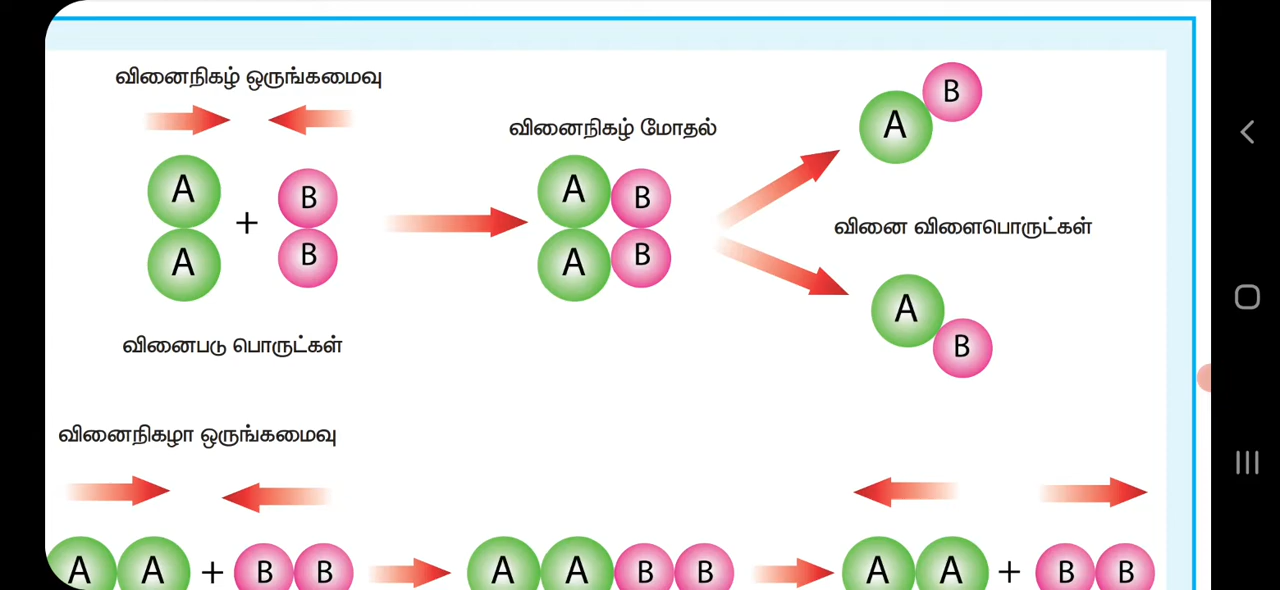 வினைநிகழ் ஒருங்கமைவு
B
A
வினைநிகழ் மோதல்
A + B A B
B A B
A A
வினை விளைபொருட்கள்
A
B
வினைபடு பொருட்கள்
வினைநிகழா ஒருங்கமைவு
A A + B B A A B B A A + B B